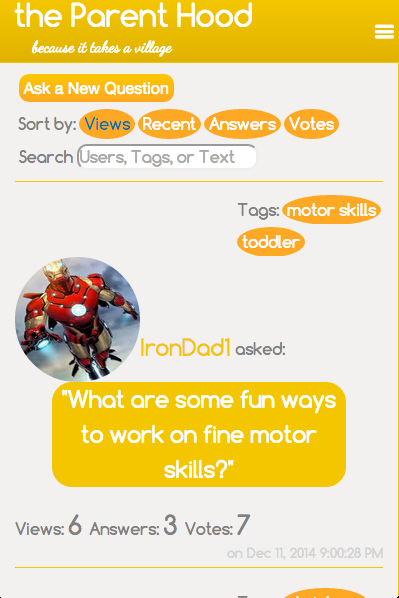 the Parent Hood
because it takes a village
Ask a New Question
Sort by: Views Recent Answers Votes
Search Users, Tags, or Text
Tags: motor skills
toddler
IronDad1 asked:
"What are some fun ways
to work on fine motor
skills?"
Views: 6 Answers: 3 Votes: 7
on Dec 11, 2014 9:00:28 PM